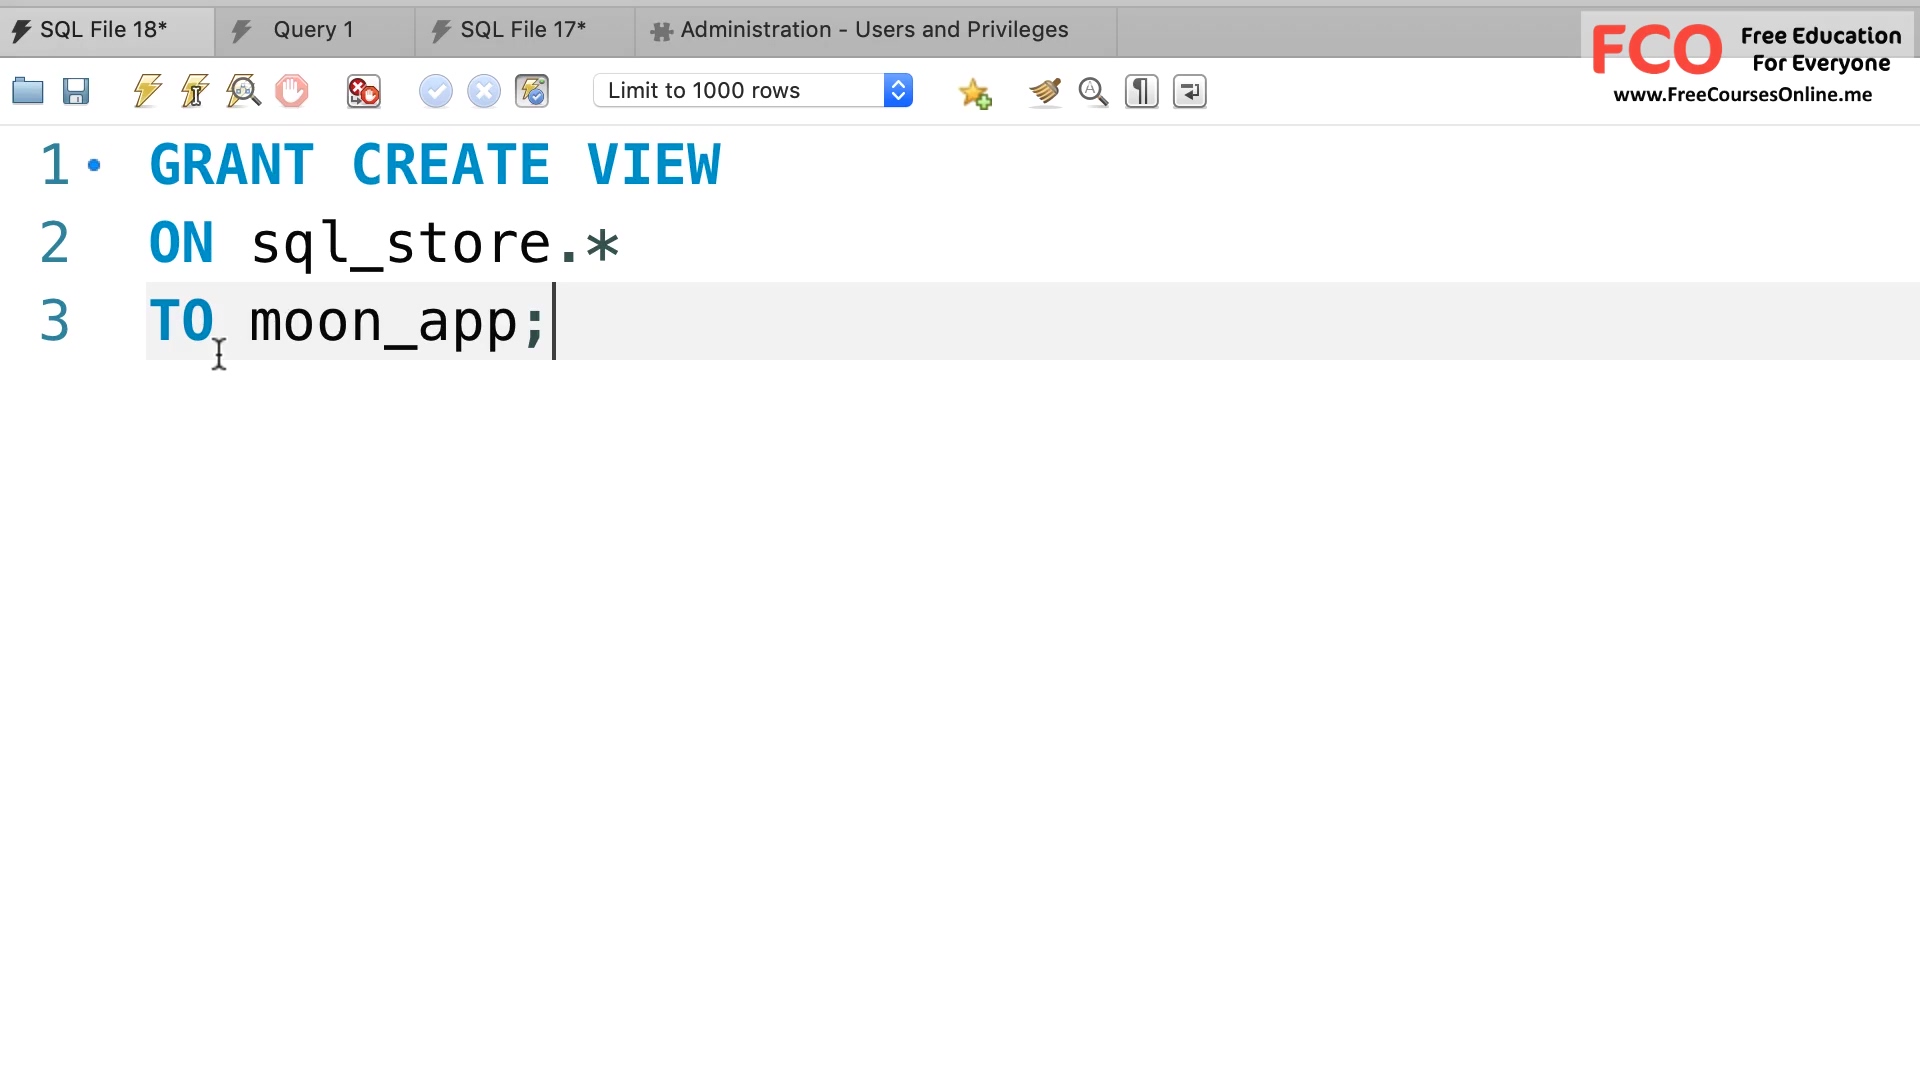 SQL File 18*
Query 1
SQL File 17*
Administration - Users and Privileges
FCO Free Education
For Everyone
www.FreeCoursesOnline.me
Limit to 1000 rows
1 GRANT CREATE VIEW
2 ON sql_store.*
3 TO moon_app;